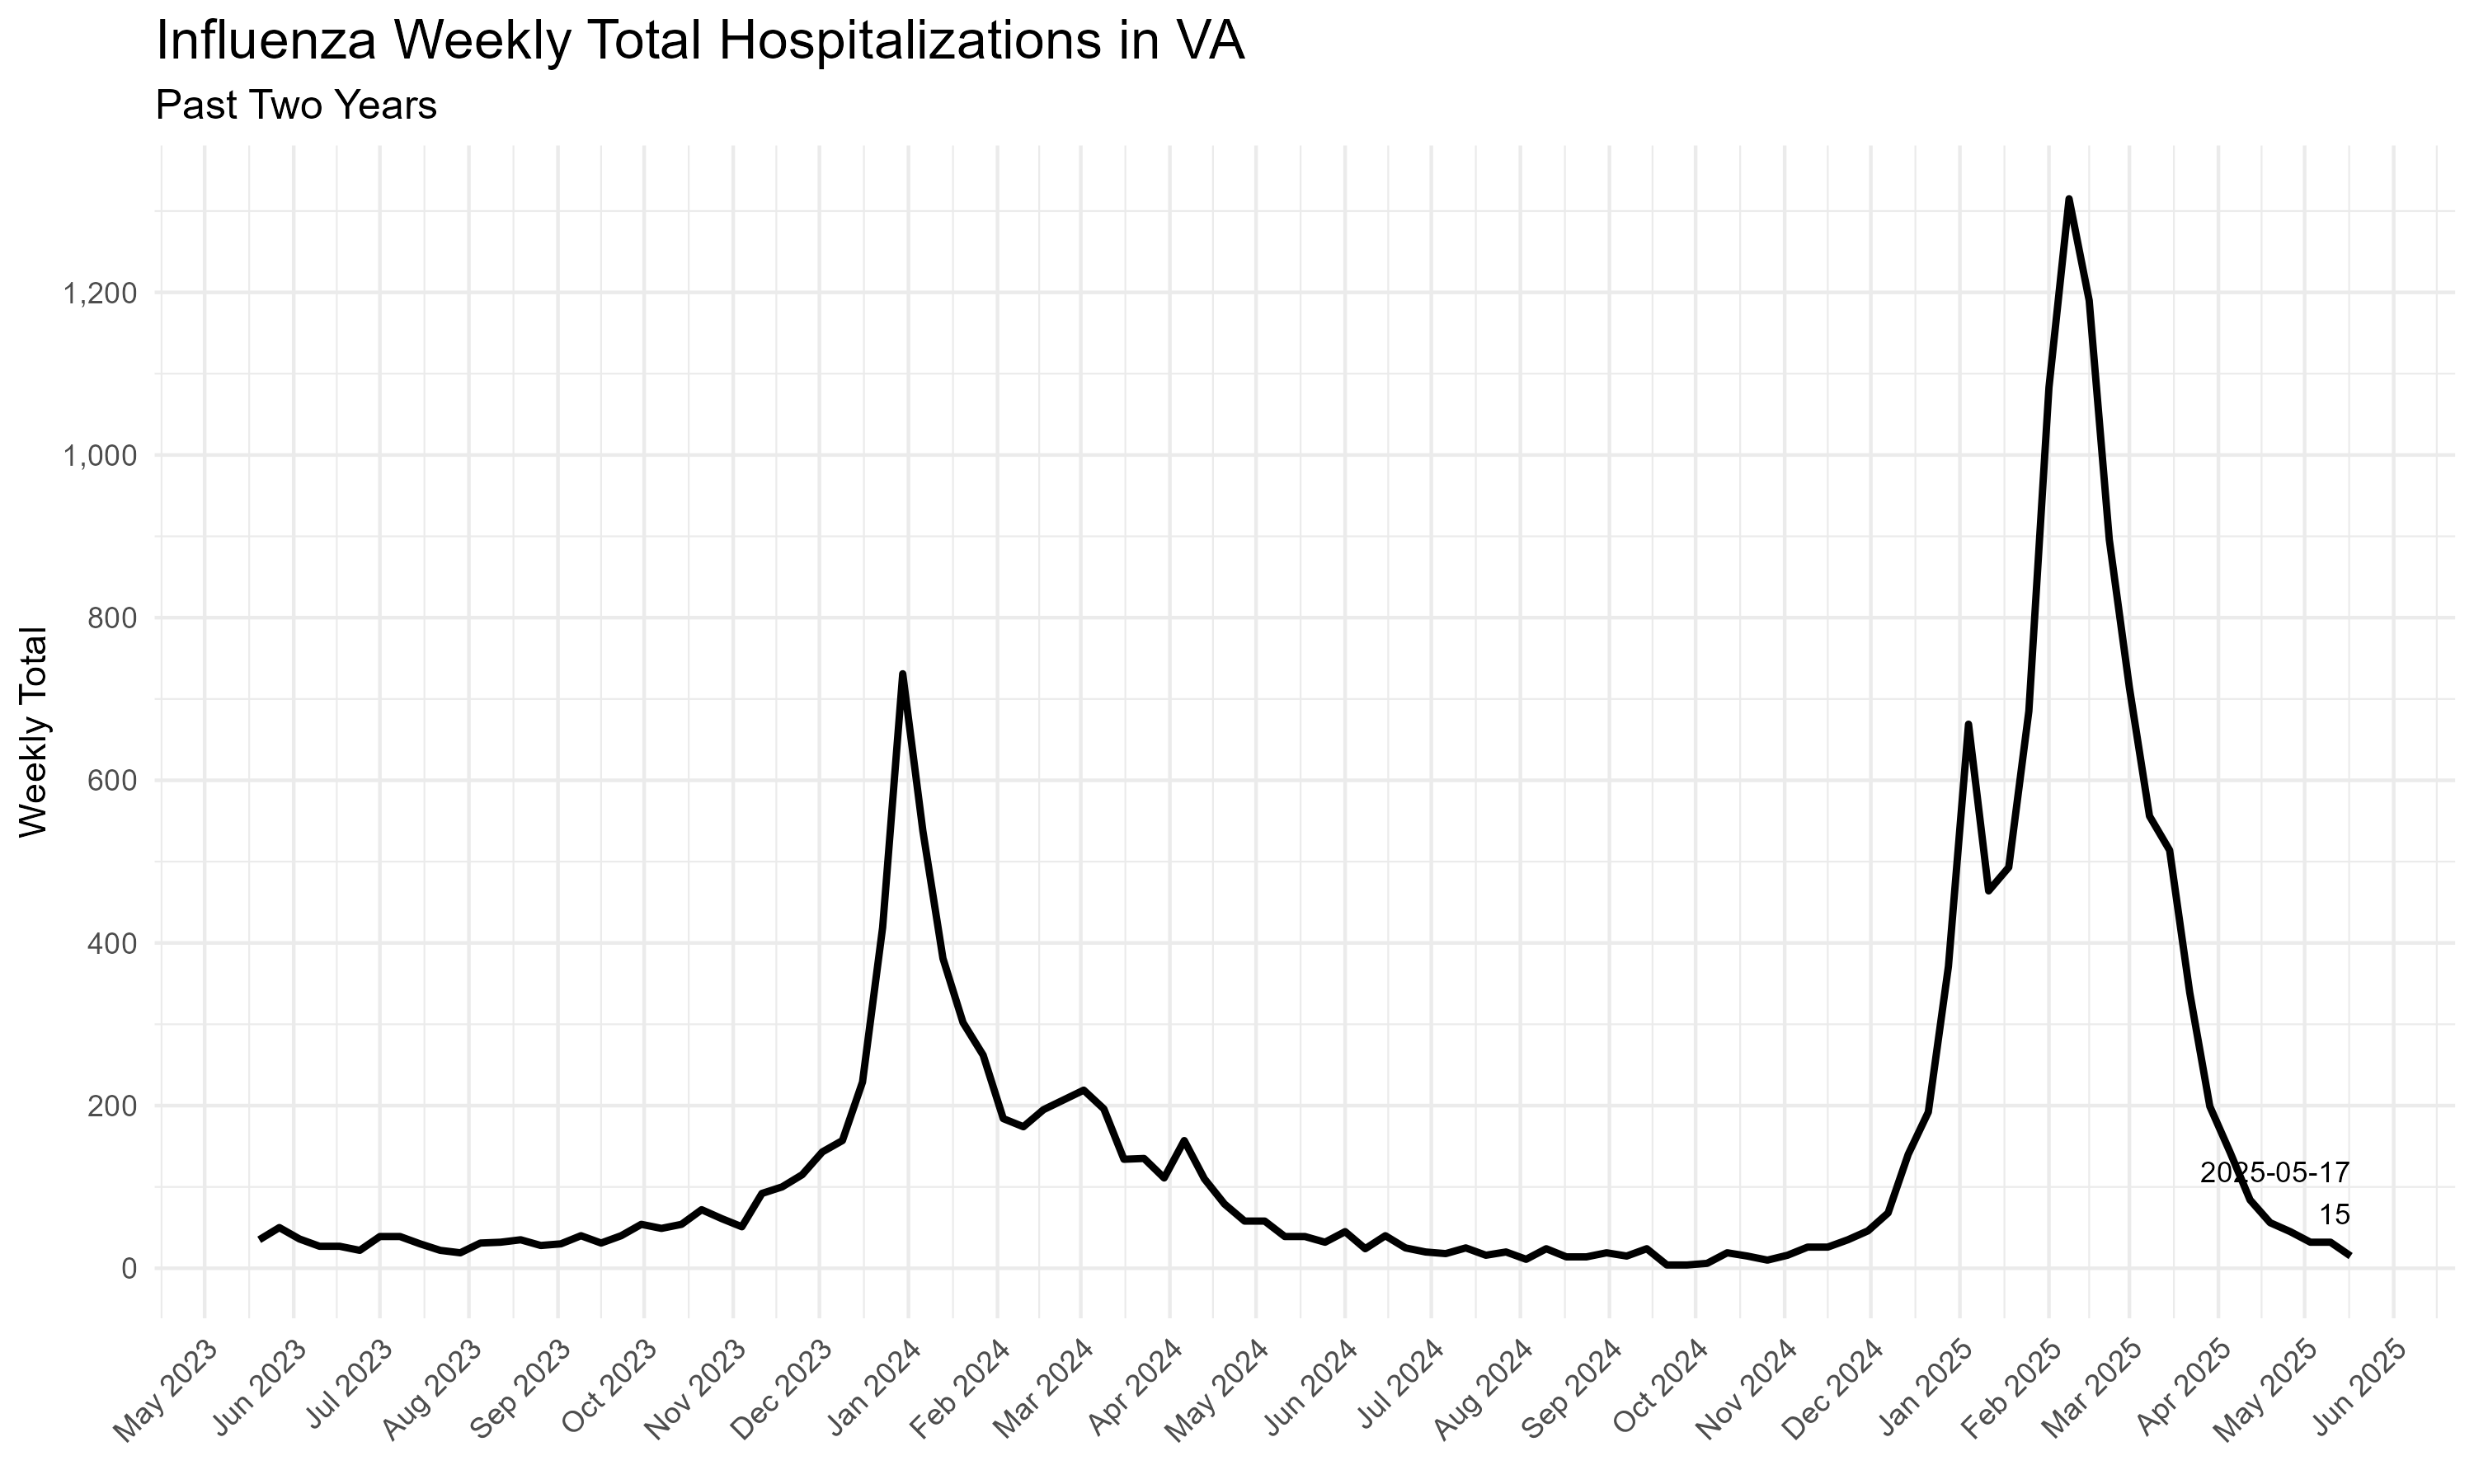 Influenza Weekly Total Hospitalizations in VA
Past Two Years
Weekly Total
1,200
1,000
800
600
400
200
0
2025-05-17
15
May 2023
Jun 2023
Jul 2023
Aug 2023
Sep 2023
Oct 2023
Nov 2023
Dec 2023
Jan 2024
Feb 2024
Mar 2024
Apr 2024
May 2024
Jun 2024
Jul 2024
Aug 2024
Sep 2024
Oct 2024
Nov 2024
Dec 2024
Jan 2025
Feb 2025
Mar 2025
Apr 2025
May 2025
Jun 2025